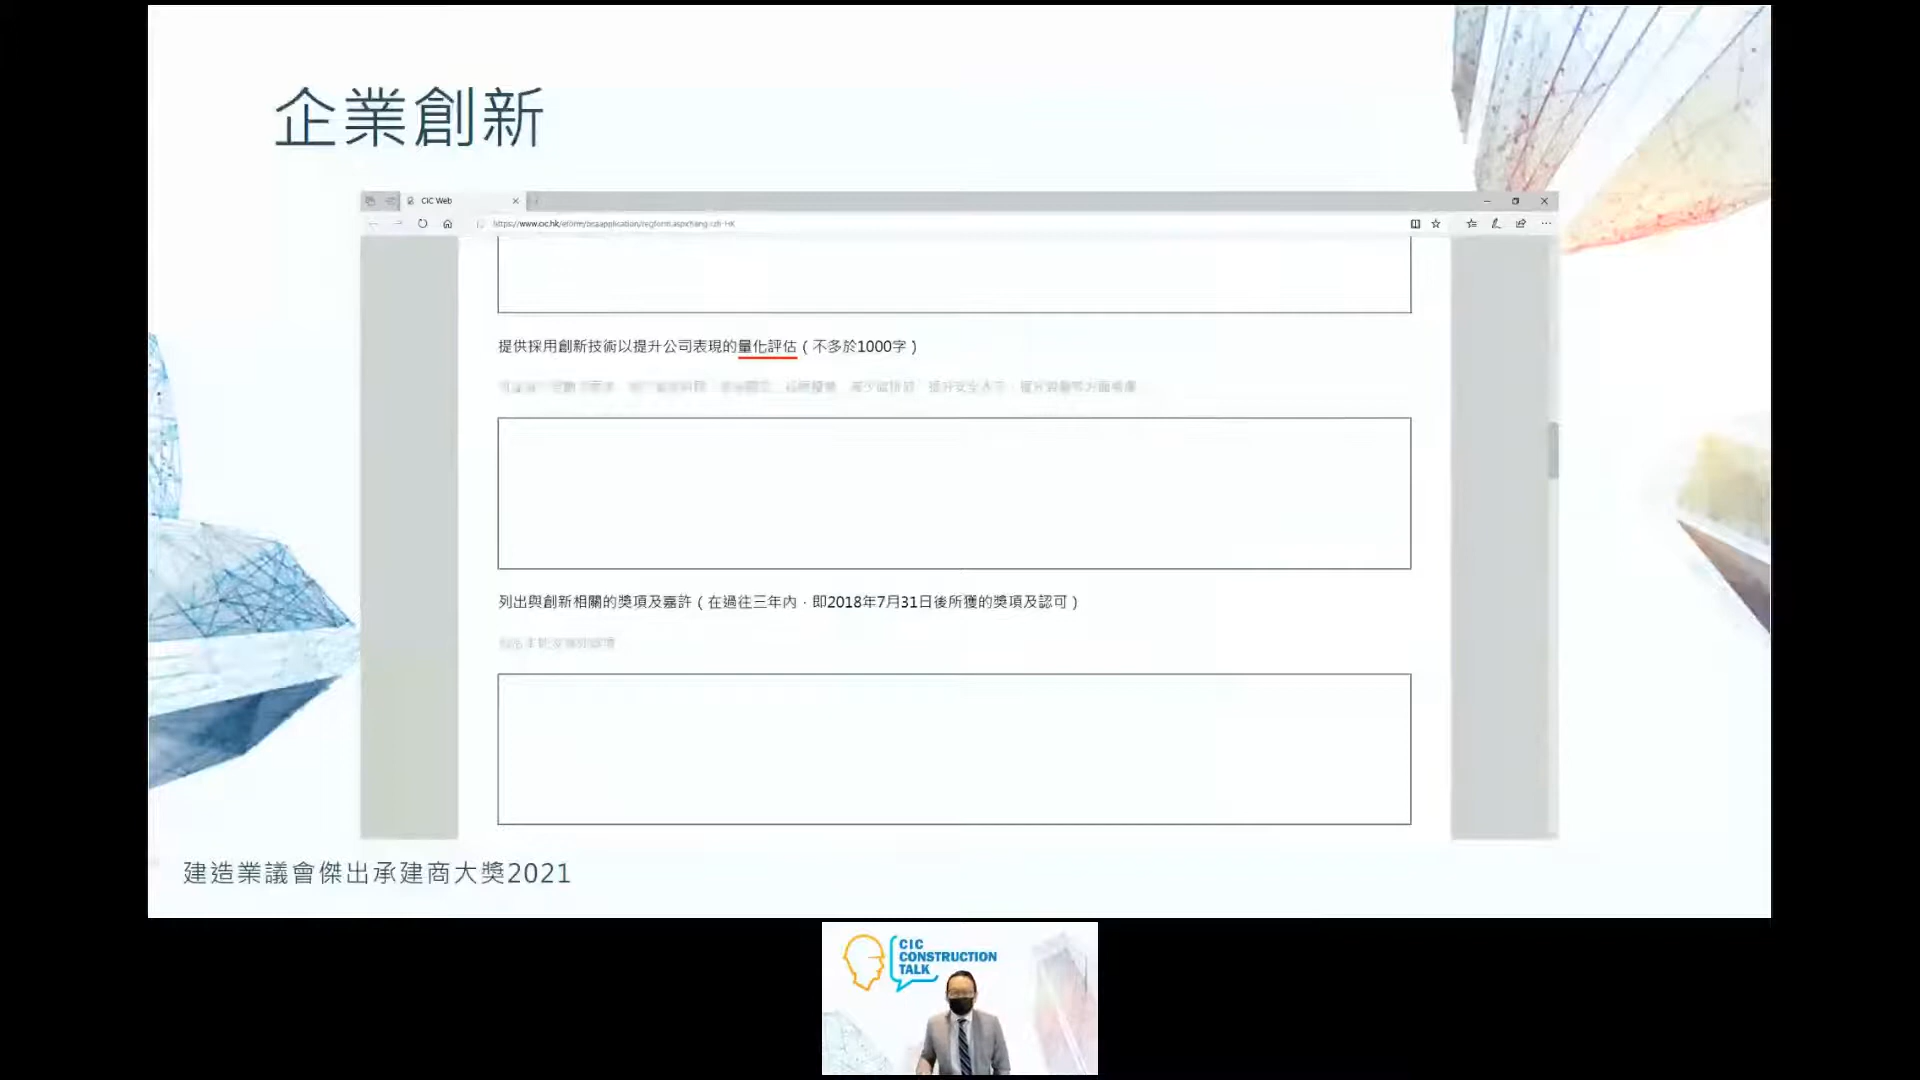 企業創新
CIC Web
https://www.cic.hk/
提供採用創新技術以提升公司表現的量化評估（不多於1000字）
列出與創新相關的獎項及嘉許（在過往三年內，即2018年7月31日後所獲的獎項及認可）
建造業議會傑出承建商大獎2021
CIC
CONSTRUCTION
TALK